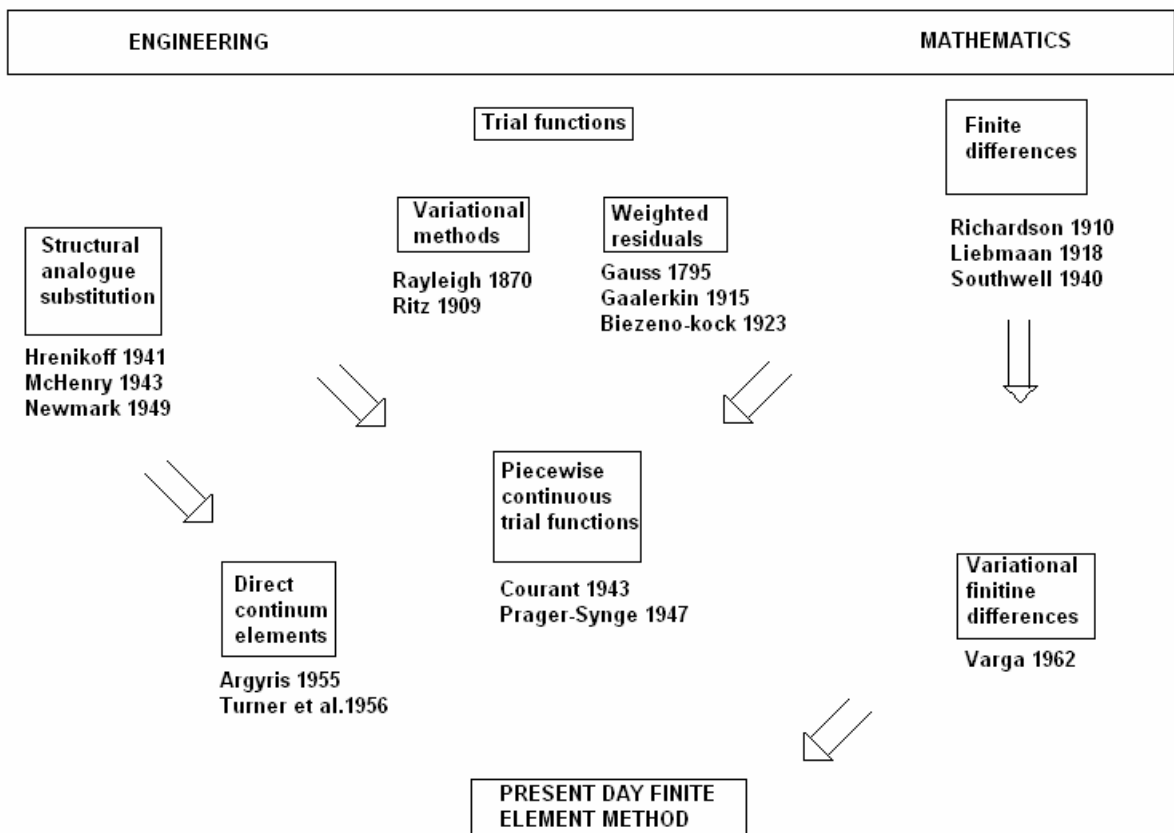 ENGINEERING
MATHEMATICS
Trial functions
Finite
differences
Variational
methods
Weighted
residuals
Structural
analogue
substitution
Richardson 1910
Liebmaan 1918
Southwell 1940
Rayleigh 1870
Ritz 1909
Gauss 1795
Gaalerkin 1915
Biezeno-kock 1923
Hrenikoff 1941
McHenry 1943
Newmark 1949
Piecewise
continuous
trial functions
Direct
continum
elements
Variational
finitine
differences
Courant 1943
Prager-Synge 1947
Varga 1962
Argyris 1955
Turner et al.1956
PRESENT DAY FINITE
ELEMENT METHOD